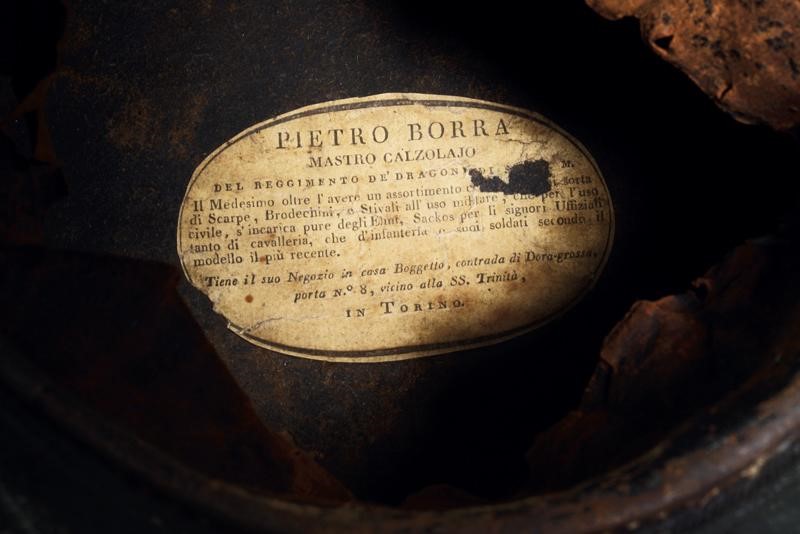 PIETRO BORRA
MASTRO CALZOLAJO
DEL REGGIMENTO DE' DRAGONI M.
Il Medesimo oltre l'avere un assortimento sorta
di Scarpe, Brodechini, e Stivali all'uso militare, che per l'uso
civile, s'incarica pure degli Elmi, Sackos per li signori Uffiziali
tanto di cavalleria, che d'infanteria e suoi soldati secondo il
modello il più recente.
Tiene il suo Negozio in casa Boggetto, contrada di Dora-grossa,
porta N.º 8, vicino alla SS. Trinità,
IN TORINO.